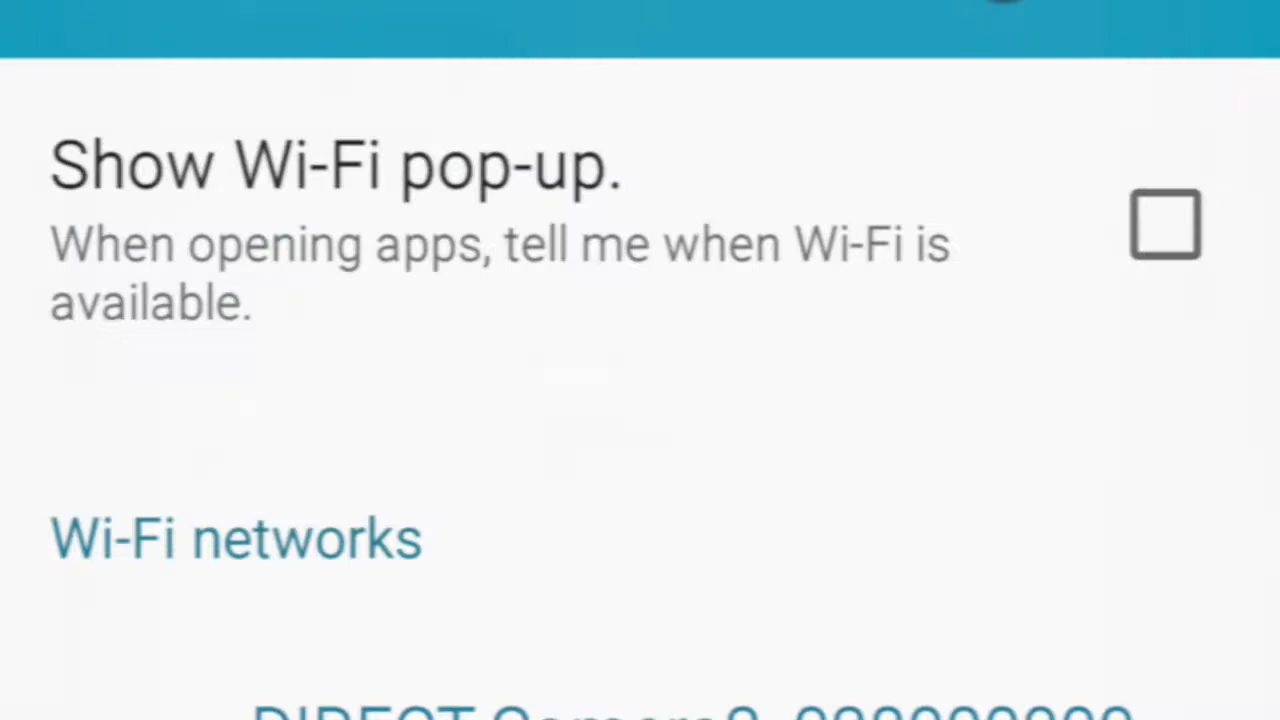 Show Wi-Fi pop-up.
When opening apps, tell me when Wi-Fi is
available.
Wi-Fi networks